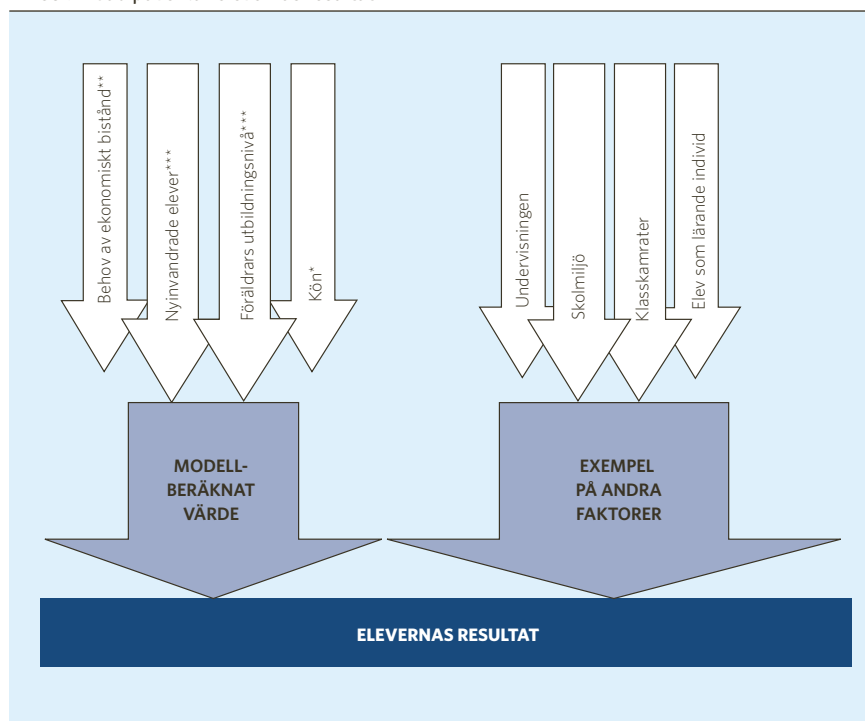 Behov av ekonomiskt bistånd**
Nyinvandrade elever***
Föräldrars utbildningsnivå***
Kön*
Undervisningen
Skolmiljö
Klasskamrater
Elev som lärande individ
MODELL-
BERÄKNAT
VÄRDE
EXEMPEL
PÅ ANDRA
FAKTORER
ELEVERNAS RESULTAT